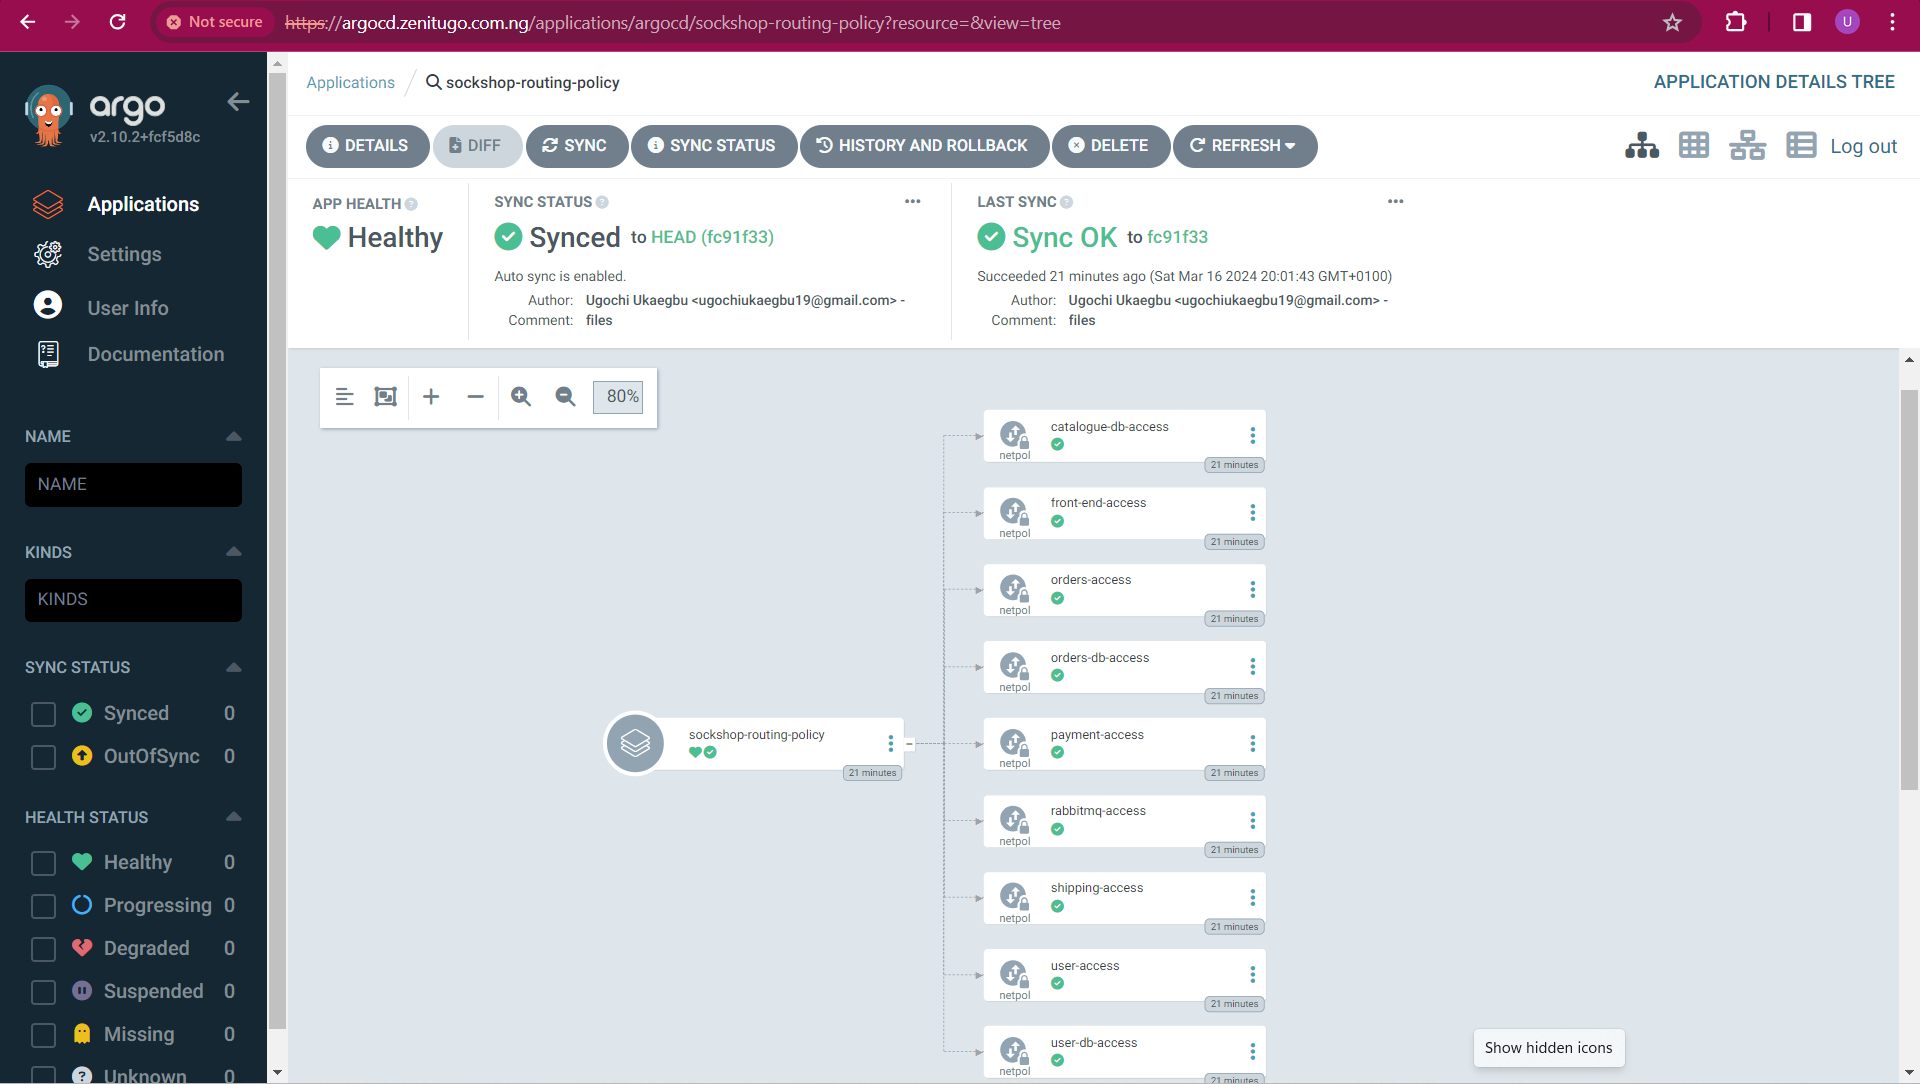 Not secure
https://argocd.zenitugo.com.ng/applications/argocd/sockshop-routing-policy?resource=&view=tree
U
argo
v2.10.2+fcf5d8c
Applications
Settings
User Info
Documentation
NAME
NAME
KINDS
KINDS
SYNC STATUS
Synced 0
OutOfSync 0
HEALTH STATUS
Healthy 0
Progressing 0
Degraded 0
Suspended 0
Missing 0
Unknown 0
Applications / sockshop-routing-policy
APPLICATION DETAILS TREE
DETAILS
DIFF
SYNC
SYNC STATUS
HISTORY AND ROLLBACK
DELETE
REFRESH
Log out
APP HEALTH
Healthy
SYNC STATUS
Synced to HEAD (fc91f33)
Auto sync is enabled.
Author: Ugochi Ukaegbu <ugochiukaegbu19@gmail.com> -
Comment: files
LAST SYNC
Sync OK to fc91f33
Succeeded 21 minutes ago (Sat Mar 16 2024 20:01:43 GMT+0100)
Author: Ugochi Ukaegbu <ugochiukaegbu19@gmail.com> -
Comment: files
80%
sockshop-routing-policy
21 minutes
catalogue-db-access
netpol
21 minutes
front-end-access
netpol
21 minutes
orders-access
netpol
21 minutes
orders-db-access
netpol
21 minutes
payment-access
netpol
21 minutes
rabbitmq-access
netpol
21 minutes
shipping-access
netpol
21 minutes
user-access
netpol
21 minutes
user-db-access
netpol
21 minutes
Show hidden icons